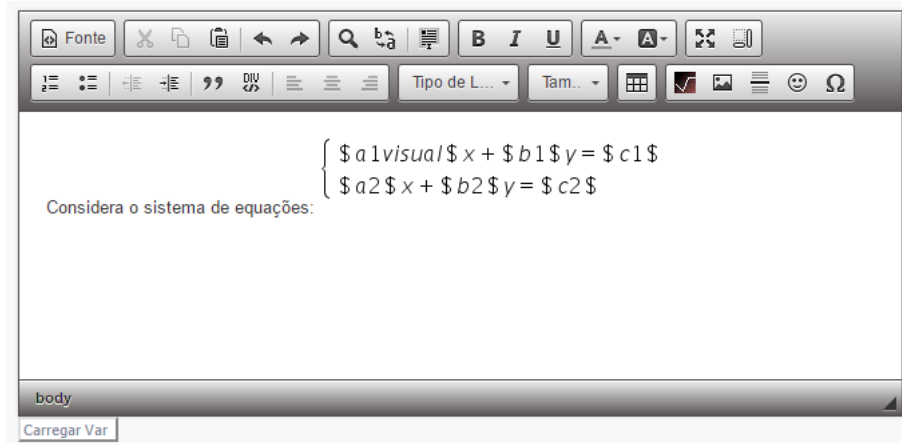 Fonte
B I U A A
Tipo de L... Tam.. Ω
$a1visual$x + $b1$y = $c1$
$a2$x + $b2$y = $c2$
Considera o sistema de equações:
body
Carregar Var